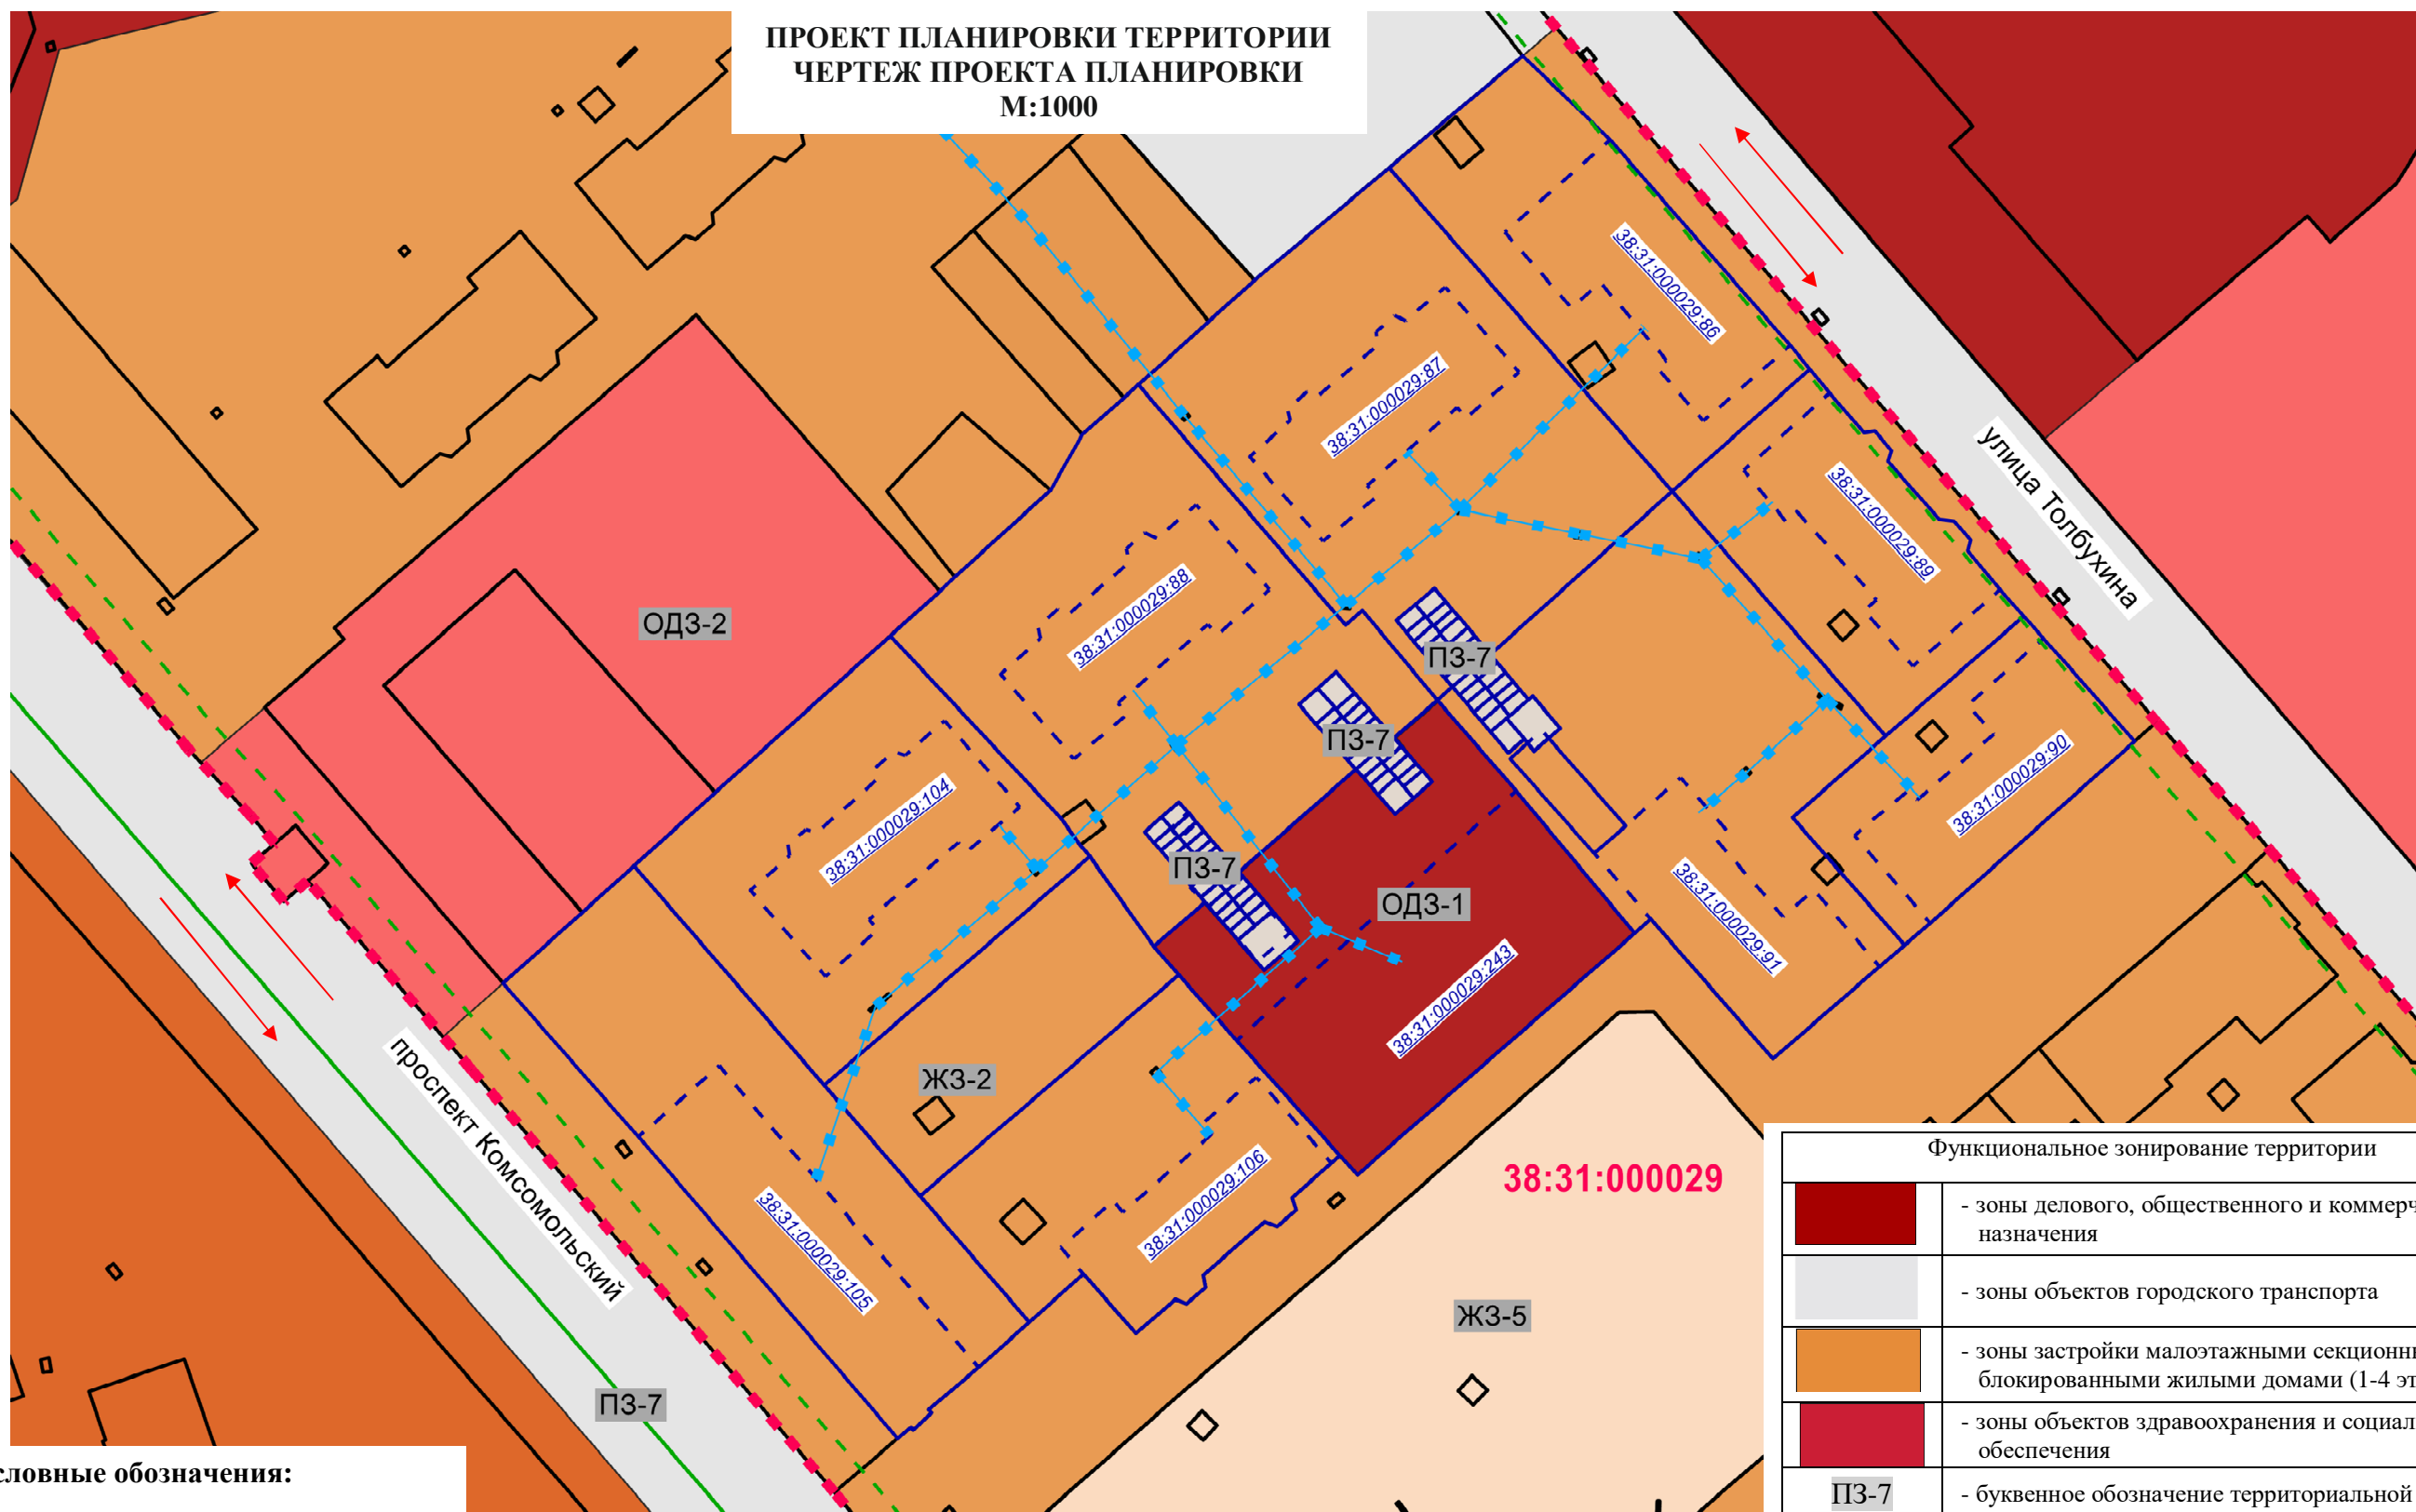 ПРОЕКТ ПЛАНИРОВКИ ТЕРРИТОРИИ
ЧЕРТЕЖ ПРОЕКТА ПЛАНИРОВКИ
М:1000
38:31:000029:86
38:31:000029:87
улица Толбухина
38:31:000029:89
38:31:000029:88
ОДЗ-2
ПЗ-7
ПЗ-7
38:31:000029:90
38:31:000029:104
ПЗ-7
ОДЗ-1
38:31:000029:91
38:31:000029:243
проспект Комсомольский
ЖЗ-2
38:31:000029:106
38:31:000029
38:31:000029:105
ЖЗ-5
ПЗ-7
словные обозначения:
Функциональное зонирование территории
- зоны делового, общественного и коммерч
назначения
- зоны объектов городского транспорта
- зоны застройки малоэтажными секционн
блокированными жилыми домами (1-4 эт
- зоны объектов здравоохранения и социал
обеспечения
ПЗ-7 - буквенное обозначение территориальной